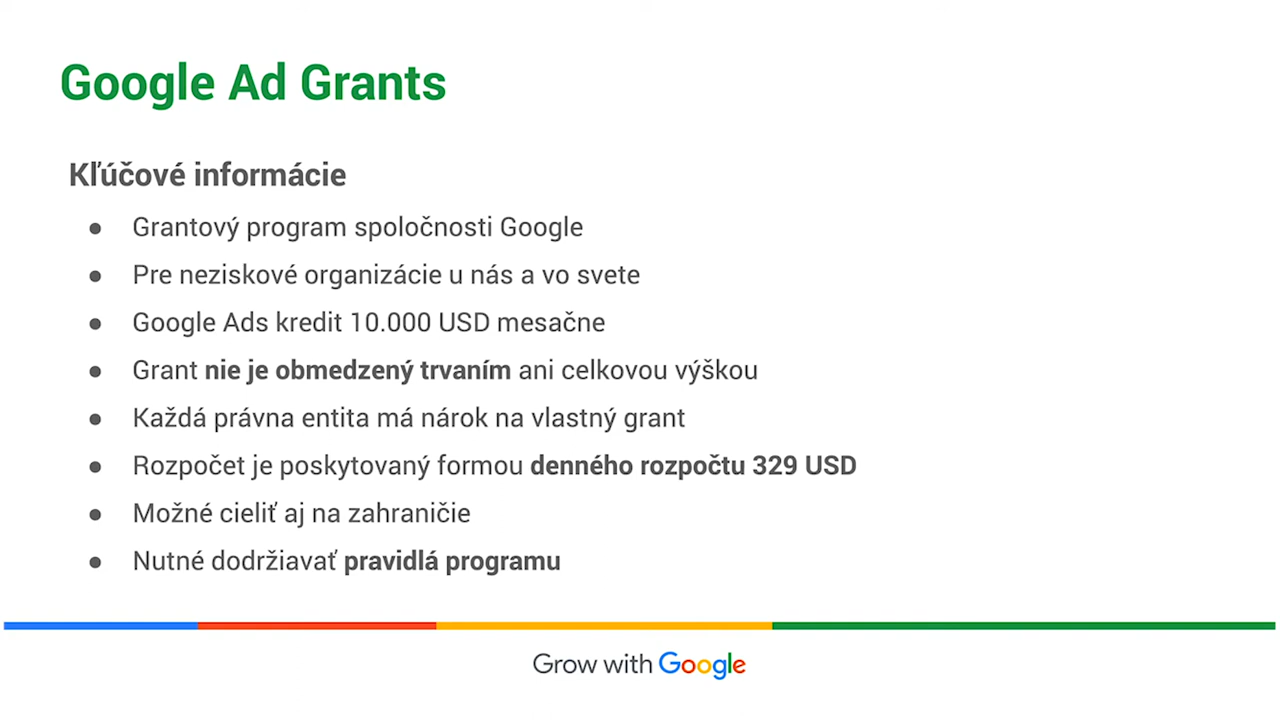 Google Ad Grants
Kľúčové informácie
● Grantový program spoločnosti Google
● Pre neziskové organizácie u nás a vo svete
● Google Ads kredit 10.000 USD mesačne
● Grant nie je obmedzený trvaním ani celkovou výškou
● Každá právna entita má nárok na vlastný grant
● Rozpočet je poskytovaný formou denného rozpočtu 329 USD
● Možné cieliť aj na zahraničie
● Nutné dodržiavať pravidlá programu
Grow with Google